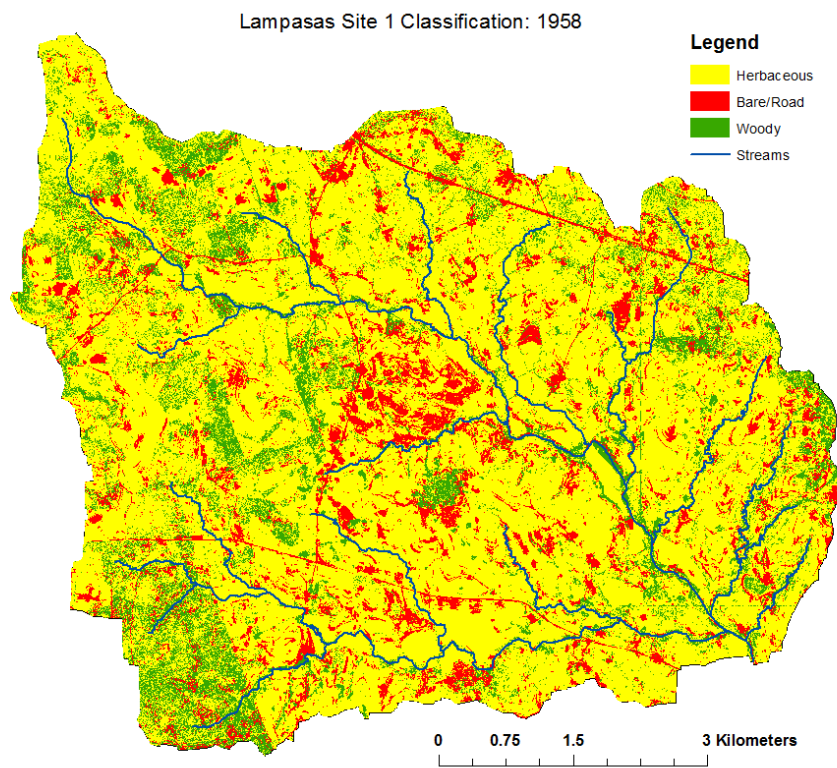 Lampasas Site 1 Classification: 1958
Legend
Herbaceous
Bare/Road
Woody
Streams
0 0.75 1.5 3 Kilometers